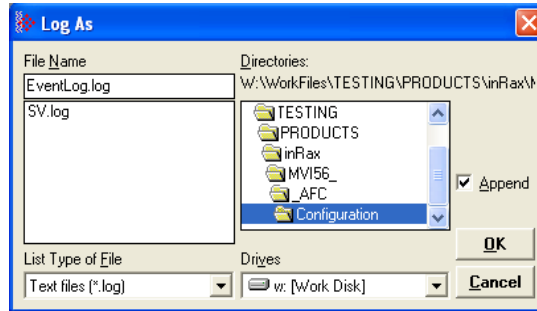 Log As
File Name
EventLog.log
SV.log
List Type of File
Text files (*.log)
Directories:
W:\WorkFiles\TESTING\PRODUCTS\inRax\
TESTING
PRODUCTS
inRax
MVI56_
_AFC
Configuration
Drives
w: [Work Disk]
Append
OK
Cancel